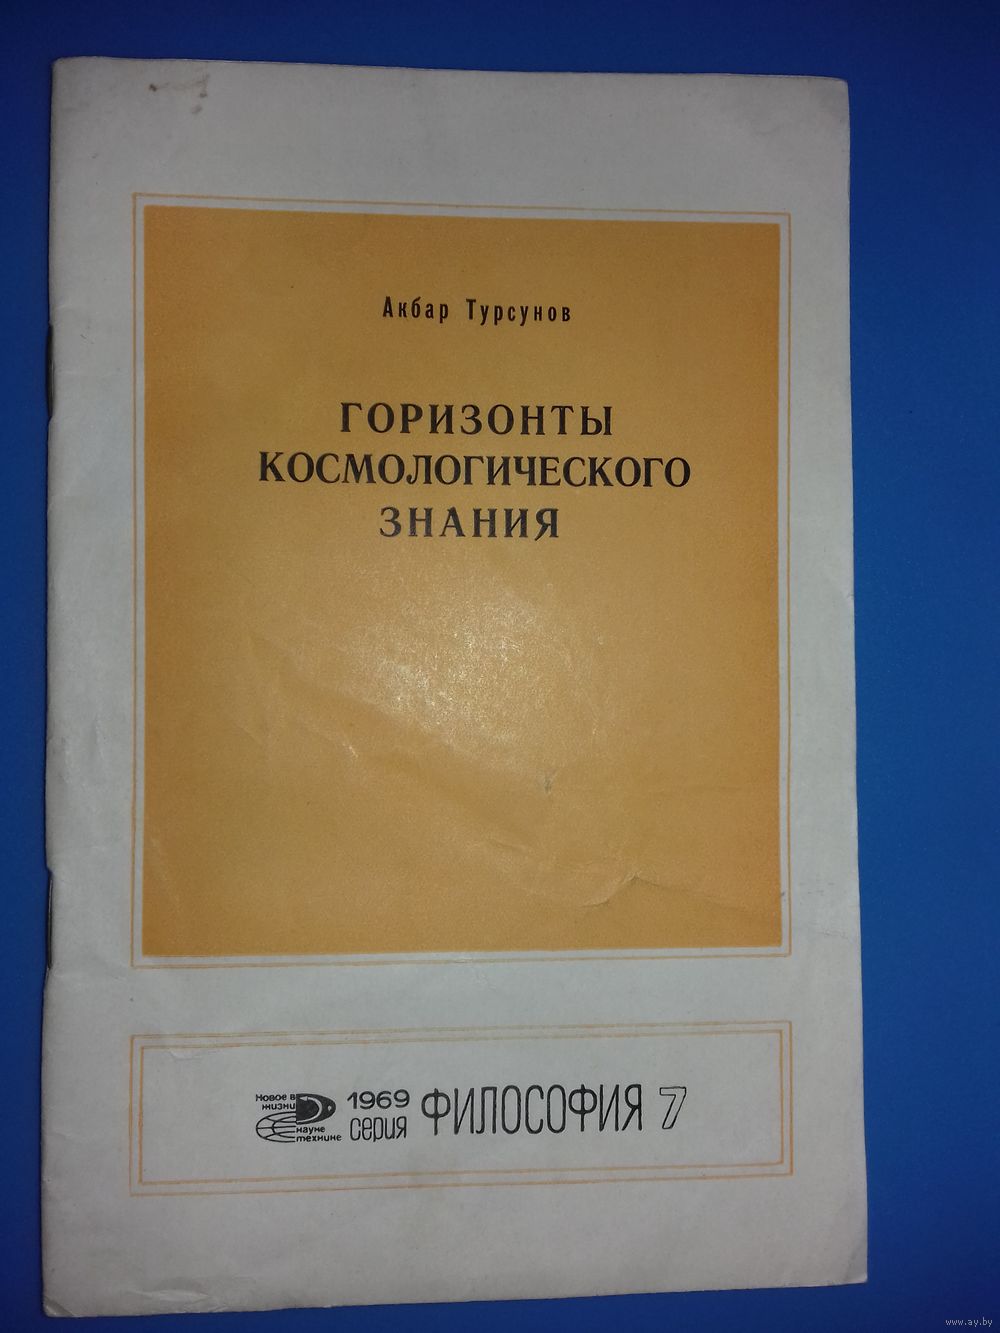 Акбар Турсунов
ГОРИЗОНТЫ
КОСМОЛОГИЧЕСКОГО
ЗНАНИЯ
Новое в
жизни
науке
технике
1969
серия
ФИЛОСОФИЯ 7
www.ay.by